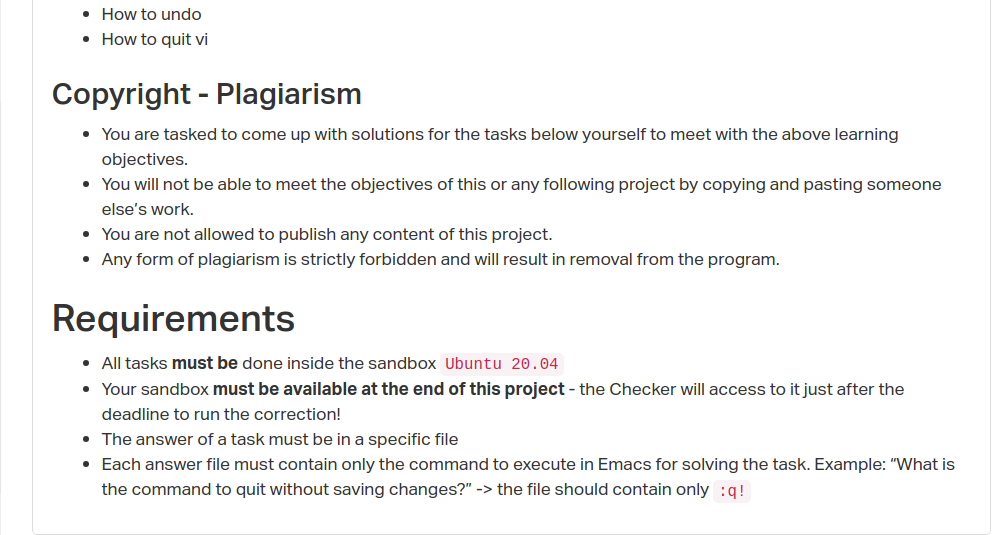 • How to undo
• How to quit vi
Copyright - Plagiarism
• You are tasked to come up with solutions for the tasks below yourself to meet with the above learning
objectives.
• You will not be able to meet the objectives of this or any following project by copying and pasting someone
else’s work.
• You are not allowed to publish any content of this project.
• Any form of plagiarism is strictly forbidden and will result in removal from the program.
Requirements
• All tasks must be done inside the sandbox Ubuntu 20.04
• Your sandbox must be available at the end of this project - the Checker will access to it just after the
deadline to run the correction!
• The answer of a task must be in a specific file
• Each answer file must contain only the command to execute in Emacs for solving the task. Example: “What is
the command to quit without saving changes?” -> the file should contain only :q!